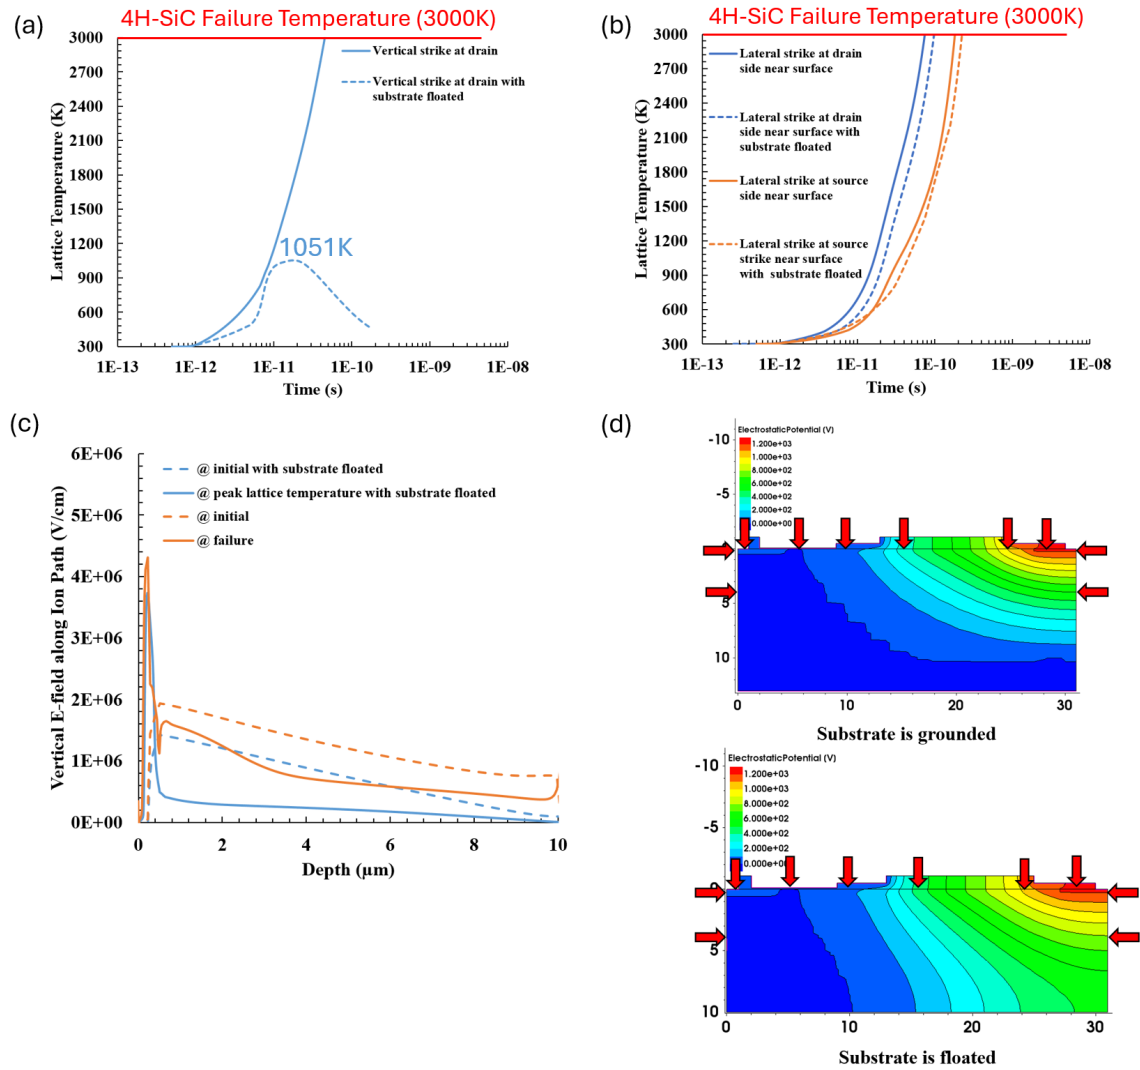 (a)
4H-SiC Failure Temperature (3000K)
3000
2700
2400
2100
1800
1500
1200
900
600
300
Lattice Temperature (K)
Vertical strike at drain
Vertical strike at drain with
substrate floated
1051K
1E-13 1E-12 1E-11 1E-10 1E-09 1E-08
Time (s)
(b)
4H-SiC Failure Temperature (3000K)
3000
2700
2400
2100
1800
1500
1200
900
600
300
Lattice Temperature (K)
Lateral strike at drain
side near surface
Lateral strike at drain
side near surface with
substrate floated
Lateral strike at source
side near surface
Lateral strike at source
strike near surface
with substrate floated
1E-13 1E-12 1E-11 1E-10 1E-09 1E-08
Time (s)
(c)
6E+06
5E+06
4E+06
3E+06
2E+06
1E+06
0E+00
Vertical E-field along Ion Path (V/cm)
@ initial with substrate floated
@ peak lattice temperature with substrate floated
@ initial
@ failure
0 2 4 6 8 10
Depth (μm)
(d)
ElectrostaticPotential (V)
1.200e+03
1.000e+03
6.000e+02
4.000e+02
2.000e+02
0.000e+00
-10
-5
5
10
0 10 20 30
Substrate is grounded
ElectrostaticPotential (V)
1.200e+03
1.000e+03
8.000e+02
6.000e+02
4.000e+02
2.000e+02
0.000e+00
-10
-5
5
10
0 10 20 30
Substrate is floated